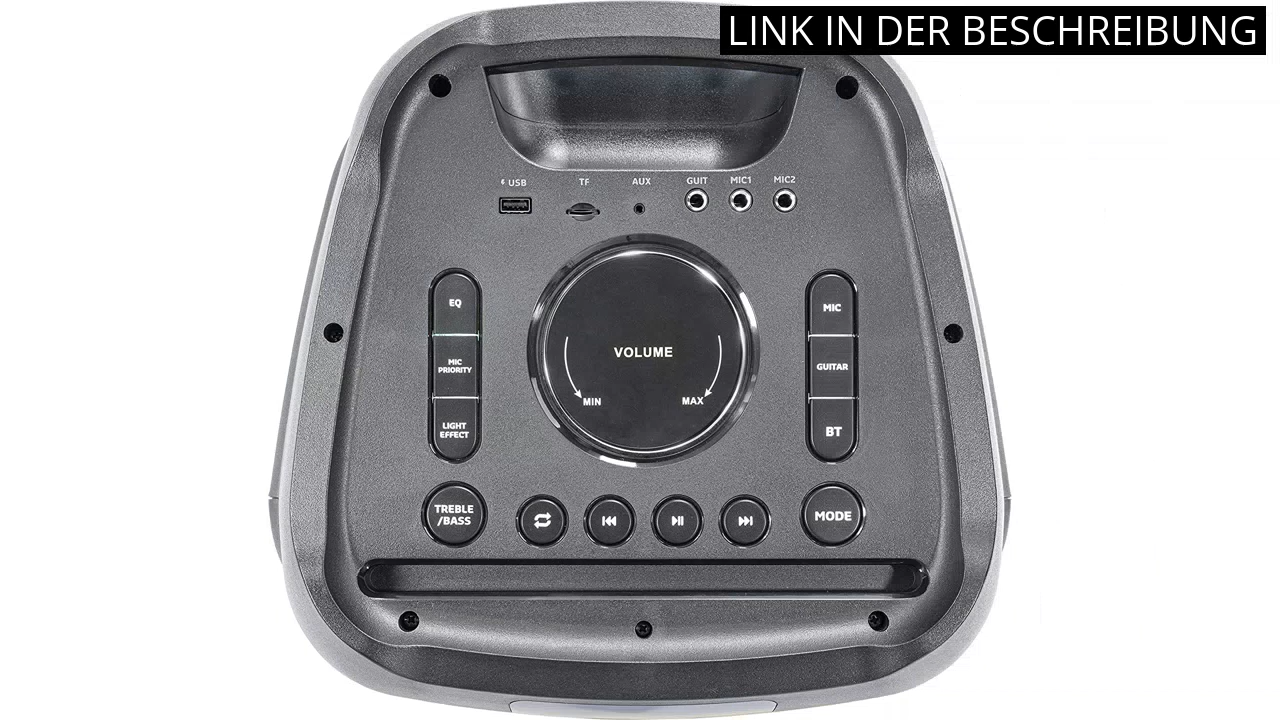 LINK IN DER BESCHREIBUNG
USB
TF
AUX
GUIT
MIC1
MIC2
EQ
MIC
PRIORITY
LIGHT
EFFECT
VOLUME
MIN
MAX
MIC
GUITAR
BT
TREBLE
/BASS
MODE